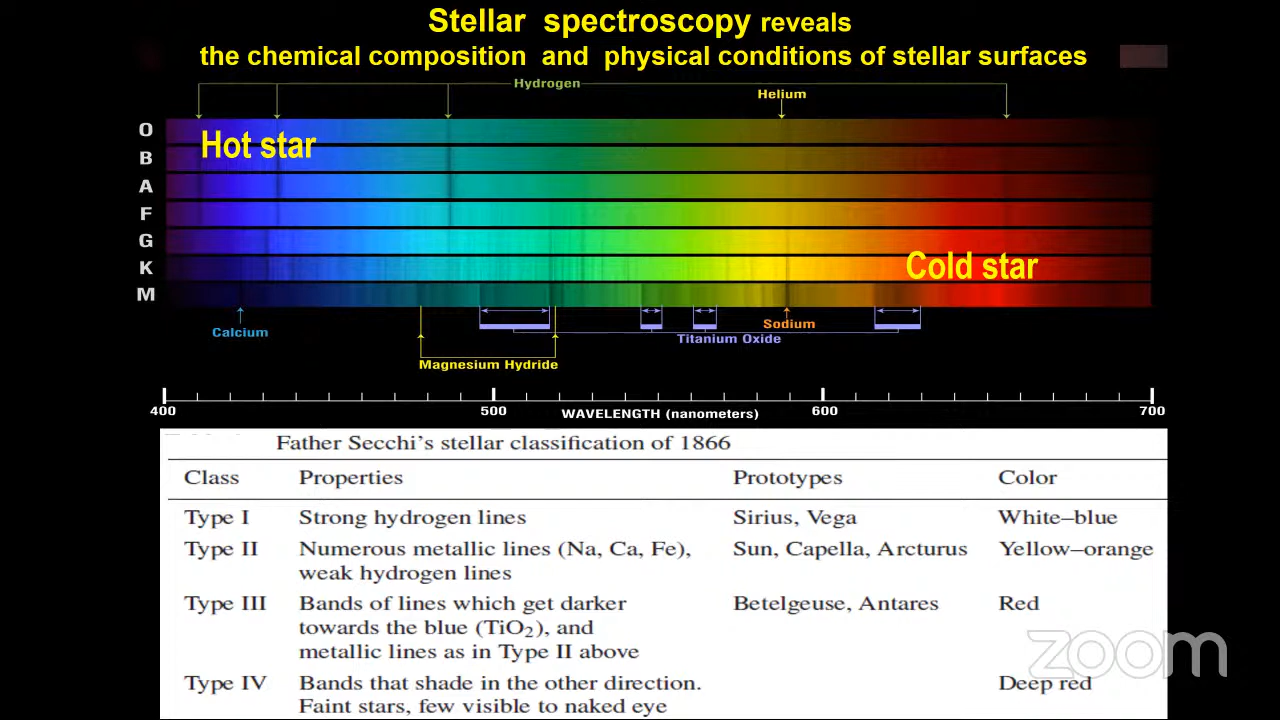 Stellar spectroscopy reveals
the chemical composition and physical conditions of stellar surfaces
Hydrogen
Helium
O
Hot star
B
A
F
G
K
Cold star
M
Calcium
Sodium
Titanium Oxide
Magnesium Hydride
400 500 WAVELENGTH (nanometers) 600 700
Father Secchi's stellar classification of 1866
Class Properties Prototypes Color
Type I Strong hydrogen lines Sirius, Vega White–blue
Type II Numerous metallic lines (Na, Ca, Fe), Sun, Capella, Arcturus Yellow–orange
weak hydrogen lines
Type III Bands of lines which get darker Betelgeuse, Antares Red
towards the blue (TiO₂), and
metallic lines as in Type II above
Type IV Bands that shade in the other direction. Deep red
Faint stars, few visible to naked eye
zoom